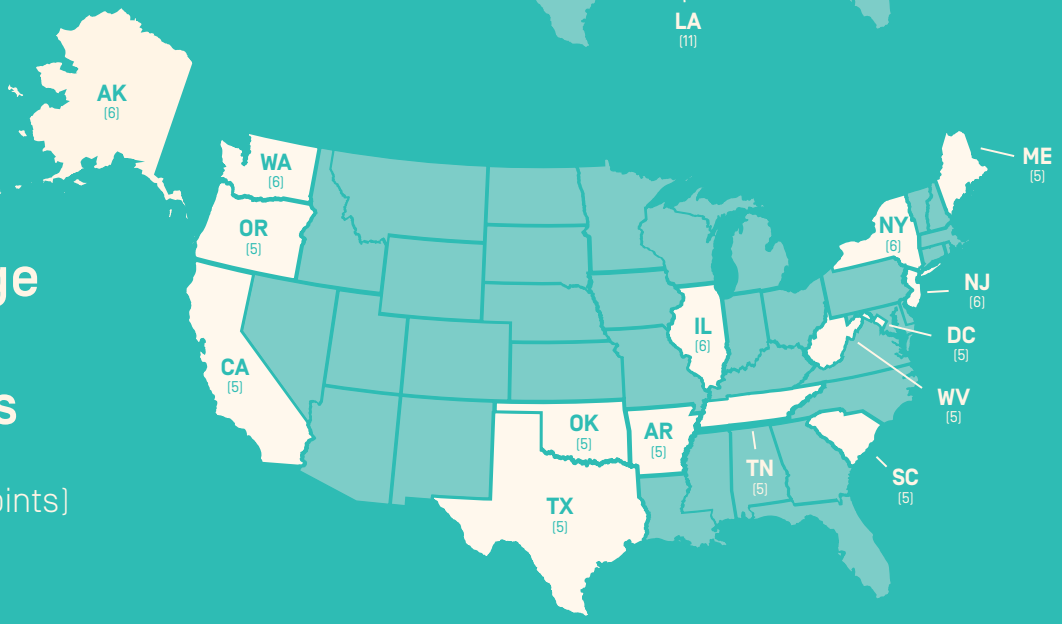 LA
(11)
AK
(6)
WA
(6)
OR
(5)
CA
(5)
ME
(5)
NY
(6)
NJ
(6)
DC
(5)
IL
(6)
WV
(5)
OK
(5)
AR
(5)
TN
(5)
SC
(5)
TX
(5)